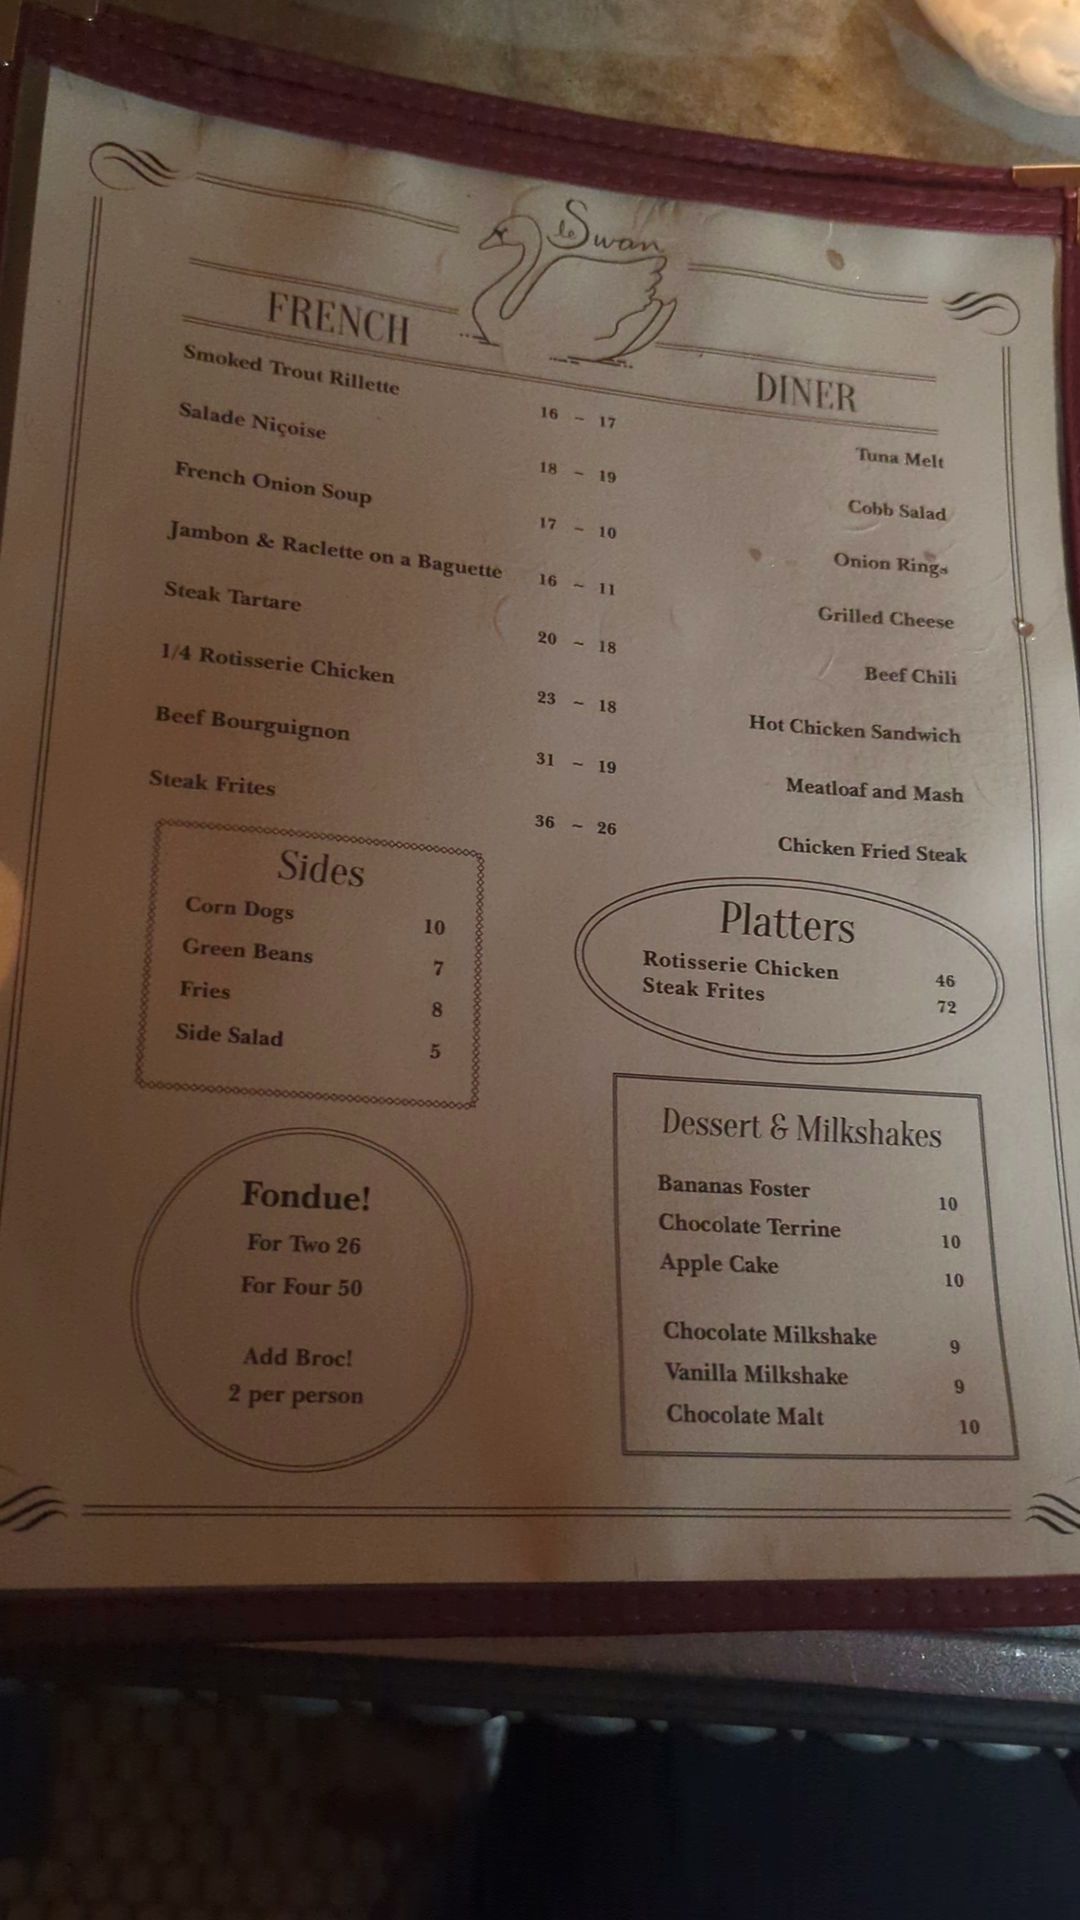 le Swan
FRENCH
DINER
Smoked Trout Rillette 16 ~ 17 Tuna Melt
Salade Niçoise 18 ~ 19 Cobb Salad
French Onion Soup 17 ~ 10 Onion Rings
Jambon & Raclette on a Baguette 16 ~ 11 Grilled Cheese
Steak Tartare 20 ~ 18 Beef Chili
1/4 Rotisserie Chicken 23 ~ 18 Hot Chicken Sandwich
Beef Bourguignon 31 ~ 19 Meatloaf and Mash
Steak Frites 36 ~ 26 Chicken Fried Steak
Sides
Corn Dogs 10
Green Beans 7
Fries 8
Side Salad 5
Platters
Rotisserie Chicken 46
Steak Frites 72
Fondue!
For Two 26
For Four 50
Add Broc!
2 per person
Dessert & Milkshakes
Bananas Foster 10
Chocolate Terrine 10
Apple Cake 10
Chocolate Milkshake 9
Vanilla Milkshake 9
Chocolate Malt 10